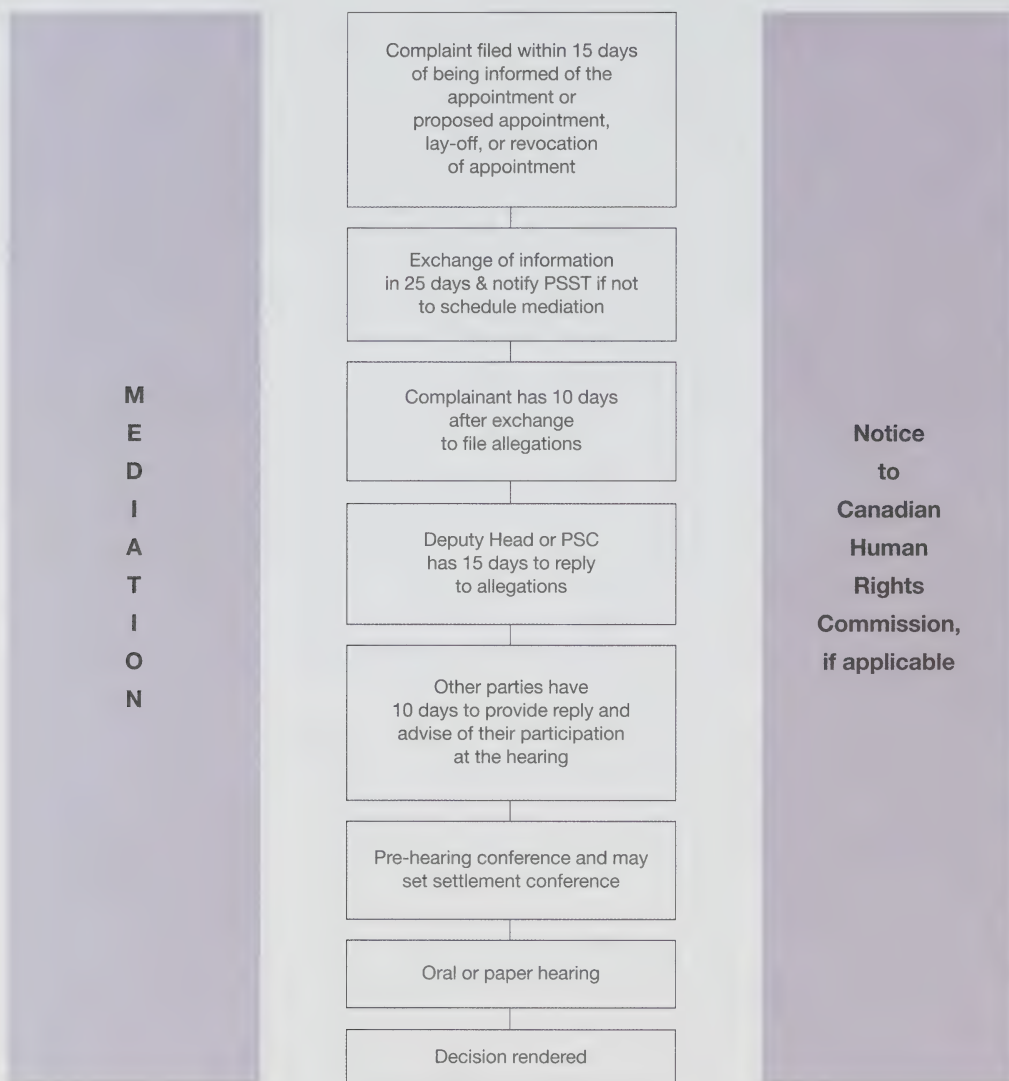 M
E
D
I
A
T
I
O
N
Complaint filed within 15 days
of being informed of the
appointment or
proposed appointment,
lay-off, or revocation
of appointment
Exchange of information
in 25 days & notify PSST if not
to schedule mediation
Complainant has 10 days
after exchange
to file allegations
Deputy Head or PSC
has 15 days to reply
to allegations
Other parties have
10 days to provide reply and
advise of their participation
at the hearing
Pre-hearing conference and may
set settlement conference
Oral or paper hearing
Decision rendered
Notice
to
Canadian
Human
Rights
Commission,
if applicable